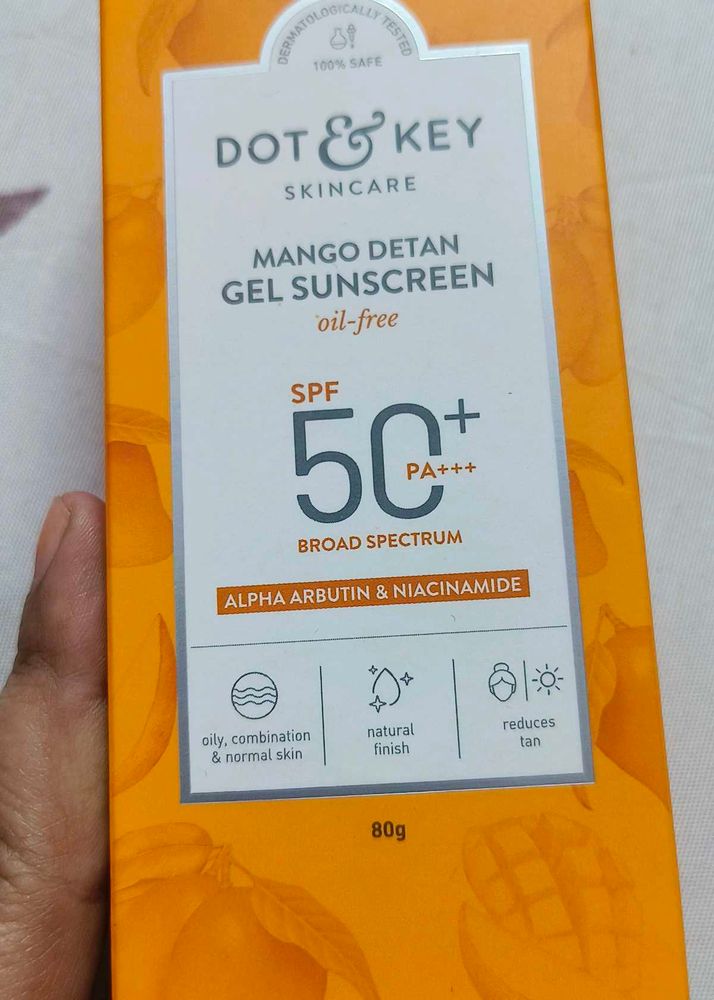 DERMATOLOGICALLY TESTED
100% SAFE
DOT & KEY
SKINCARE
MANGO DETAN
GEL SUNSCREEN
oil-free
SPF
50+
PA+++
BROAD SPECTRUM
ALPHA ARBUTIN & NIACINAMIDE
oily, combination
& normal skin
natural
finish
reduces
tan
80g